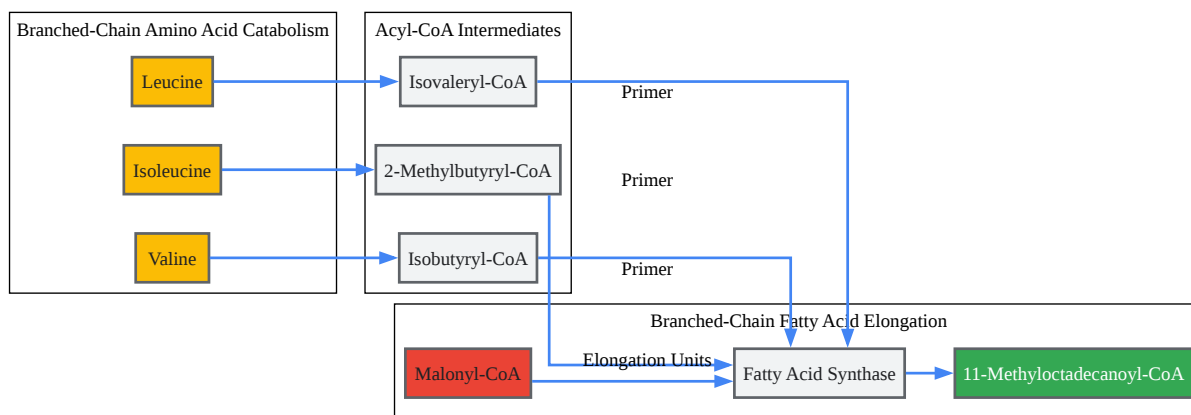 Branched-Chain Amino Acid Catabolism
Acyl-CoA Intermediates
Leucine
Isovaleryl-CoA
Primer
Isoleucine
2-Methylbutyryl-CoA
Primer
Valine
Isobutyryl-CoA
Primer
Branched-Chain Fatty Acid Elongation
Malonyl-CoA
Elongation Units
Fatty Acid Synthase
11-Methyloctadecanoyl-CoA